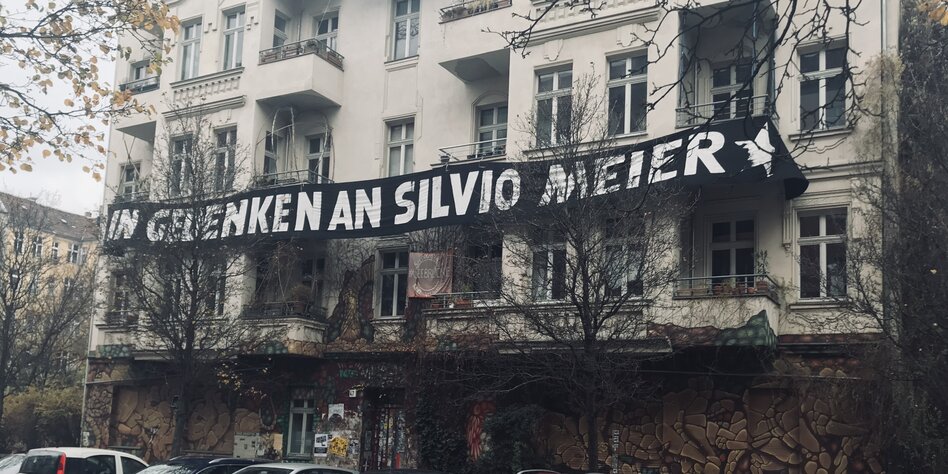 IN GEDENKEN AN SILVIO MEIER